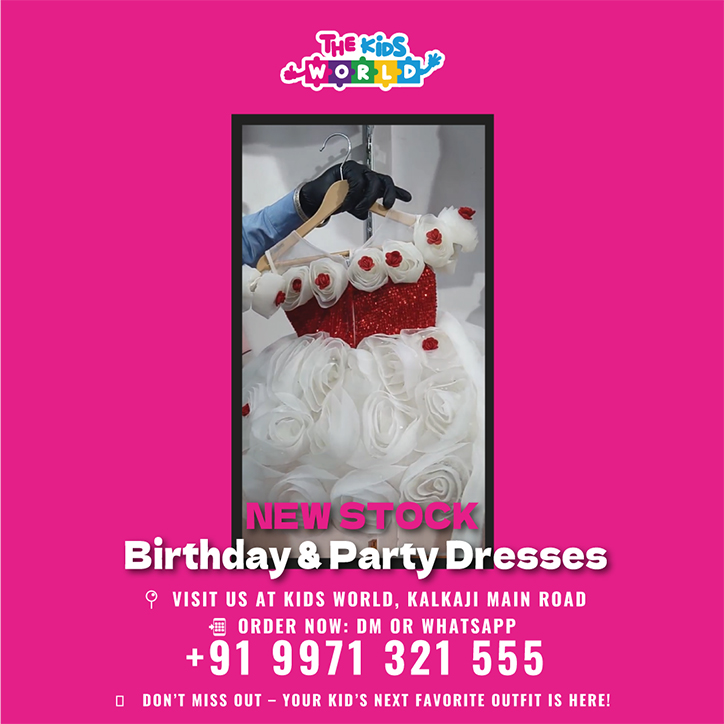 THE KiDS
WORLD
NEW STOCK
Birthday & Party Dresses
VISIT US AT KIDS WORLD, KALKAJI MAIN ROAD
ORDER NOW: DM OR WHATSAPP
+91 9971 321 555
DON'T MISS OUT – YOUR KID'S NEXT FAVORITE OUTFIT IS HERE!